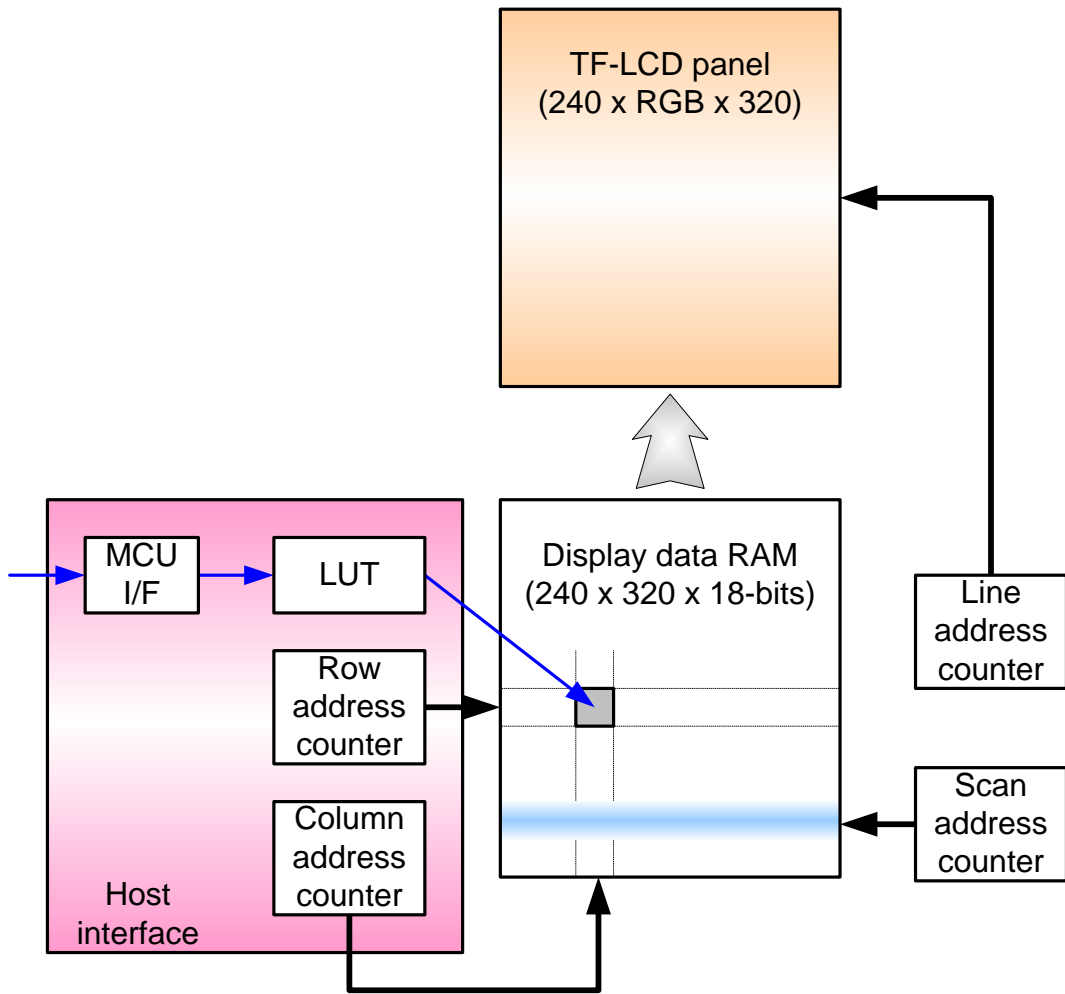 TF-LCD panel
(240 x RGB x 320)
MCU
I/F
LUT
Display data RAM
(240 x 320 x 18-bits)
Line
address
counter
Row
address
counter
Scan
address
counter
Column
address
counter
Host
interface